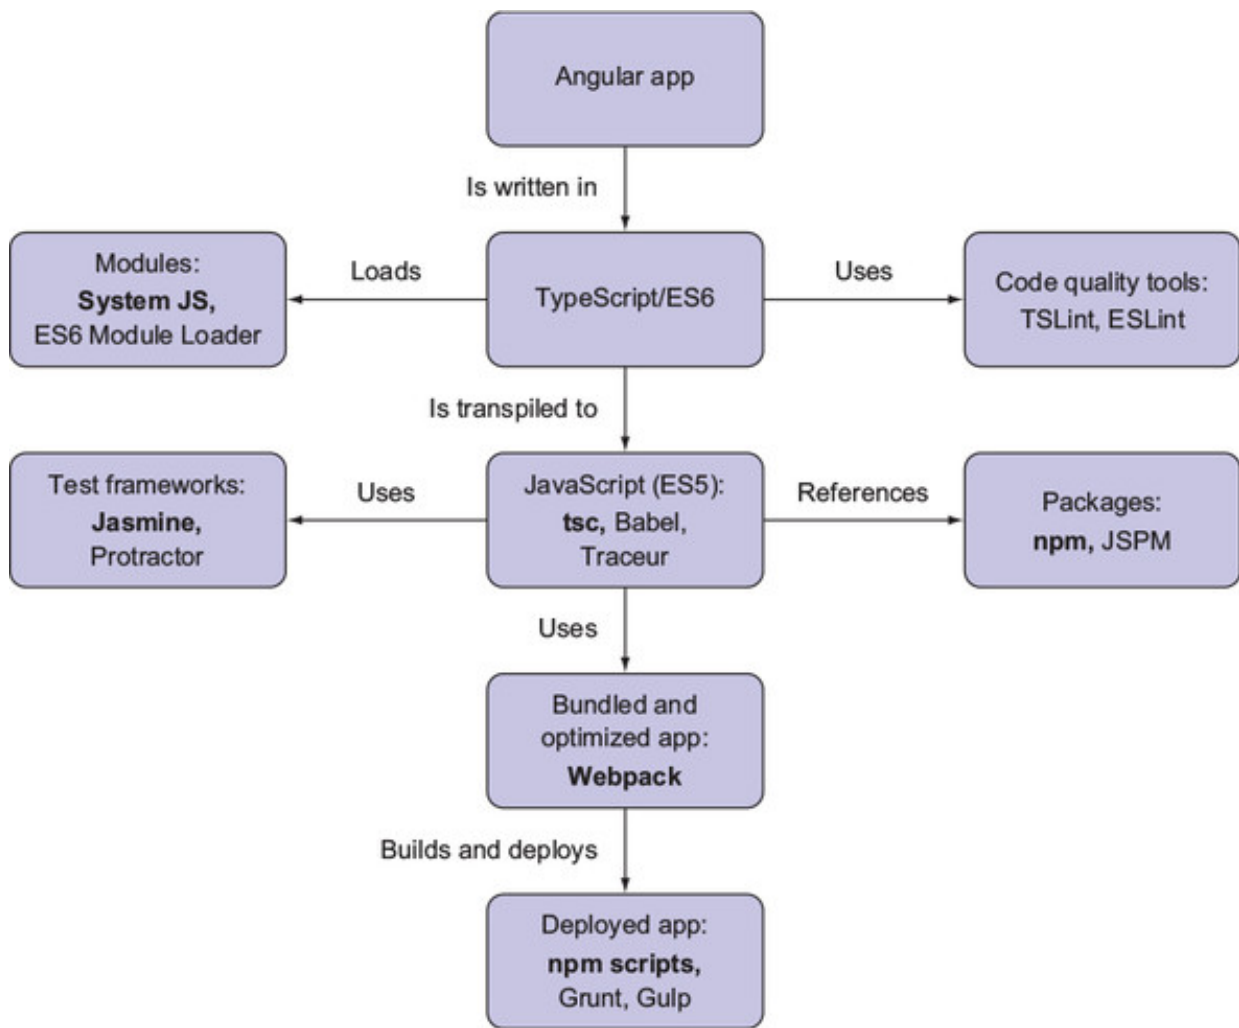 Angular app
Is written in
Modules:
System JS,
ES6 Module Loader
Loads
TypeScript/ES6
Uses
Code quality tools:
TSLint, ESLint
Is transpiled to
Test frameworks:
Jasmine,
Protractor
Uses
JavaScript (ES5):
tsc, Babel,
Traceur
References
Packages:
npm, JSPM
Uses
Bundled and
optimized app:
Webpack
Builds and deploys
Deployed app:
npm scripts,
Grunt, Gulp